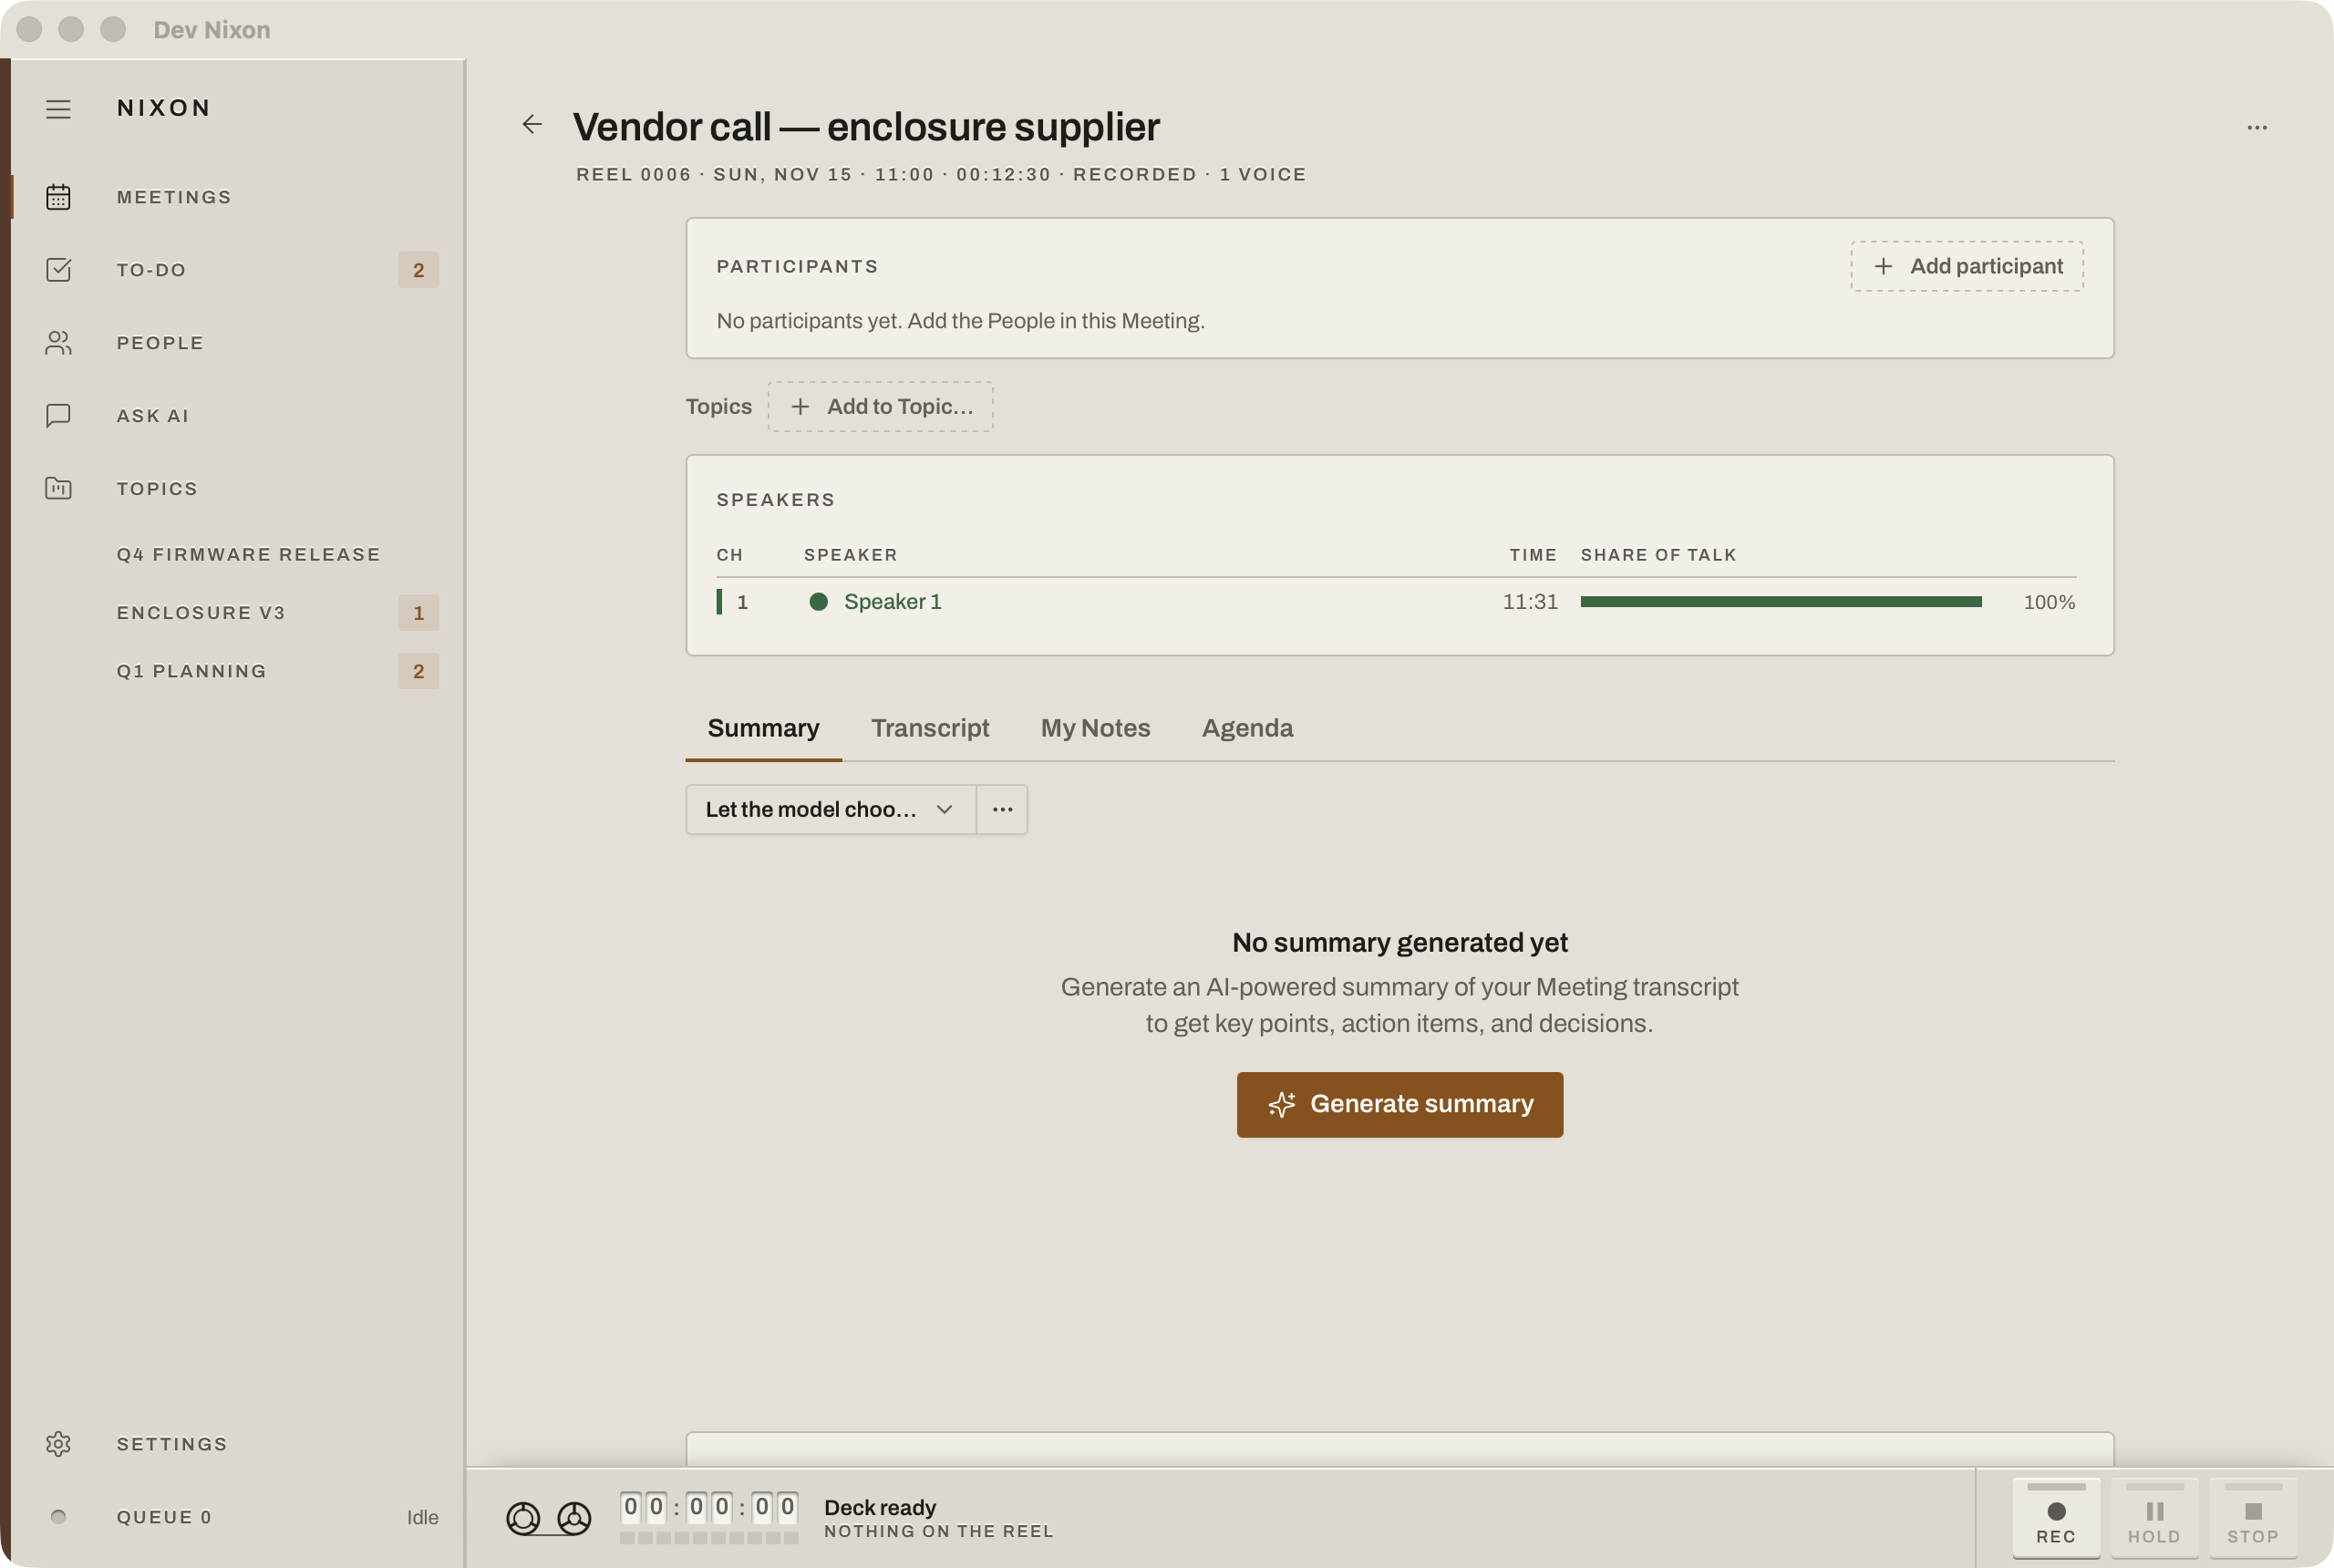 Dev Nixon
NIXON
MEETINGS
TO-DO 2
PEOPLE
ASK AI
TOPICS
Q4 FIRMWARE RELEASE
ENCLOSURE V3 1
Q1 PLANNING 2
SETTINGS
QUEUE 0 Idle
Vendor call — enclosure supplier
REEL 0006 · SUN, NOV 15 · 11:00 · 00:12:30 · RECORDED · 1 VOICE
PARTICIPANTS
Add participant
No participants yet. Add the People in this Meeting.
Topics
Add to Topic...
SPEAKERS
CH SPEAKER TIME SHARE OF TALK
1 Speaker 1 11:31 100%
Summary Transcript My Notes Agenda
Let the model choo...
No summary generated yet
Generate an AI-powered summary of your Meeting transcript
to get key points, action items, and decisions.
Generate summary
00:00:00
Deck ready
NOTHING ON THE REEL
REC HOLD STOP